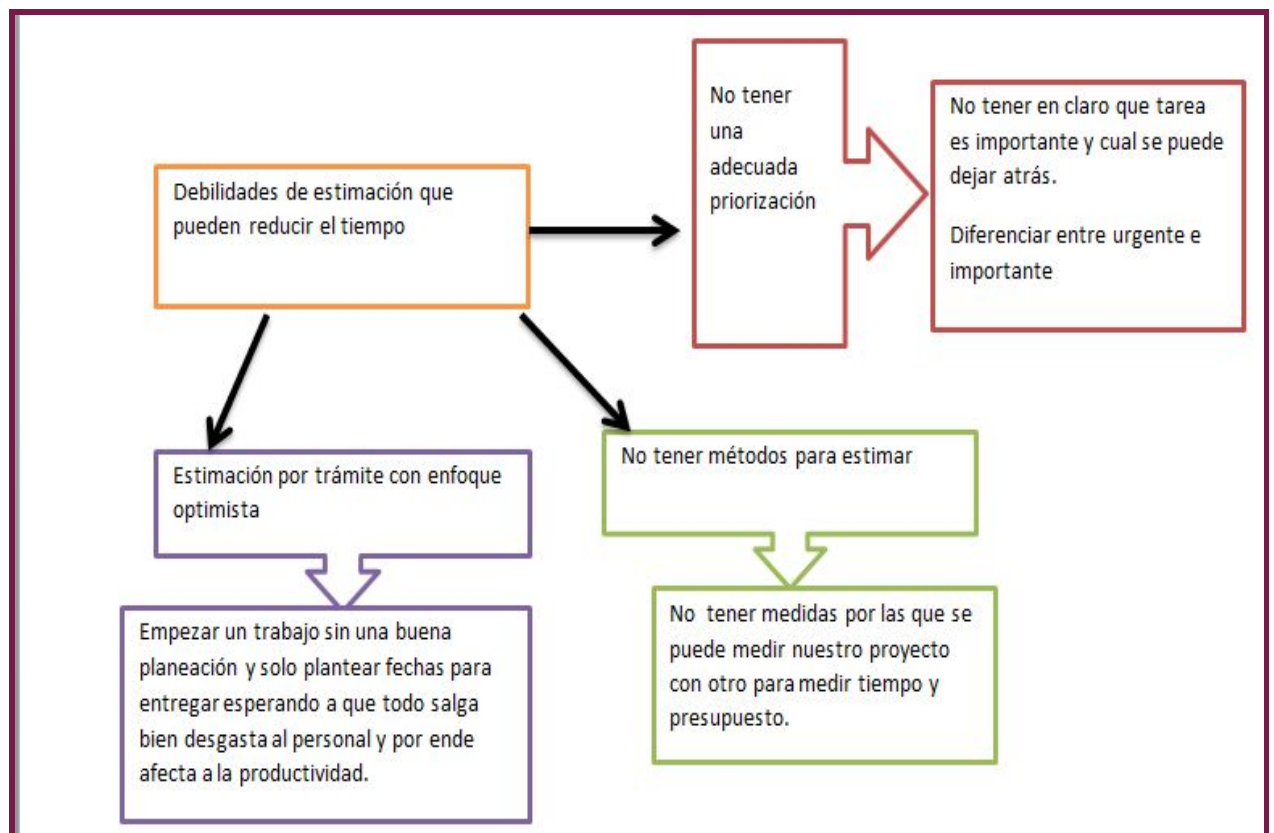 Debilidades de estimación que
pueden reducir el tiempo
No tener
una
adecuada
priorización
No tener en claro que tarea
es importante y cual se puede
dejar atrás.
Diferenciar entre urgente e
importante
Estimación por trámite con enfoque
optimista
Empezar un trabajo sin una buena
planeación y solo plantear fechas para
entregar esperando a que todo salga
bien desgasta al personal y por ende
afecta a la productividad.
No tener métodos para estimar
No tener medidas por las que se
puede medir nuestro proyecto
con otro para medir tiempo y
presupuesto.